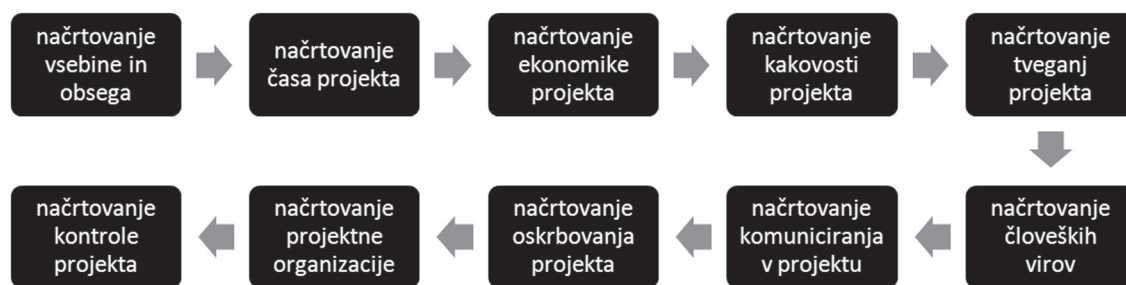 načrtovanje
vsebine in
obsega
načrtovanje
časa projekta
načrtovanje
ekonomike
projekta
načrtovanje
kakovosti
projekta
načrtovanje
tveganj
projekta
načrtovanje
človeških
virov
načrtovanje
komuniciranja
v projektu
načrtovanje
oskrbovanja
projekta
načrtovanje
projektne
organizacije
načrtovanje
kontrole
projekta